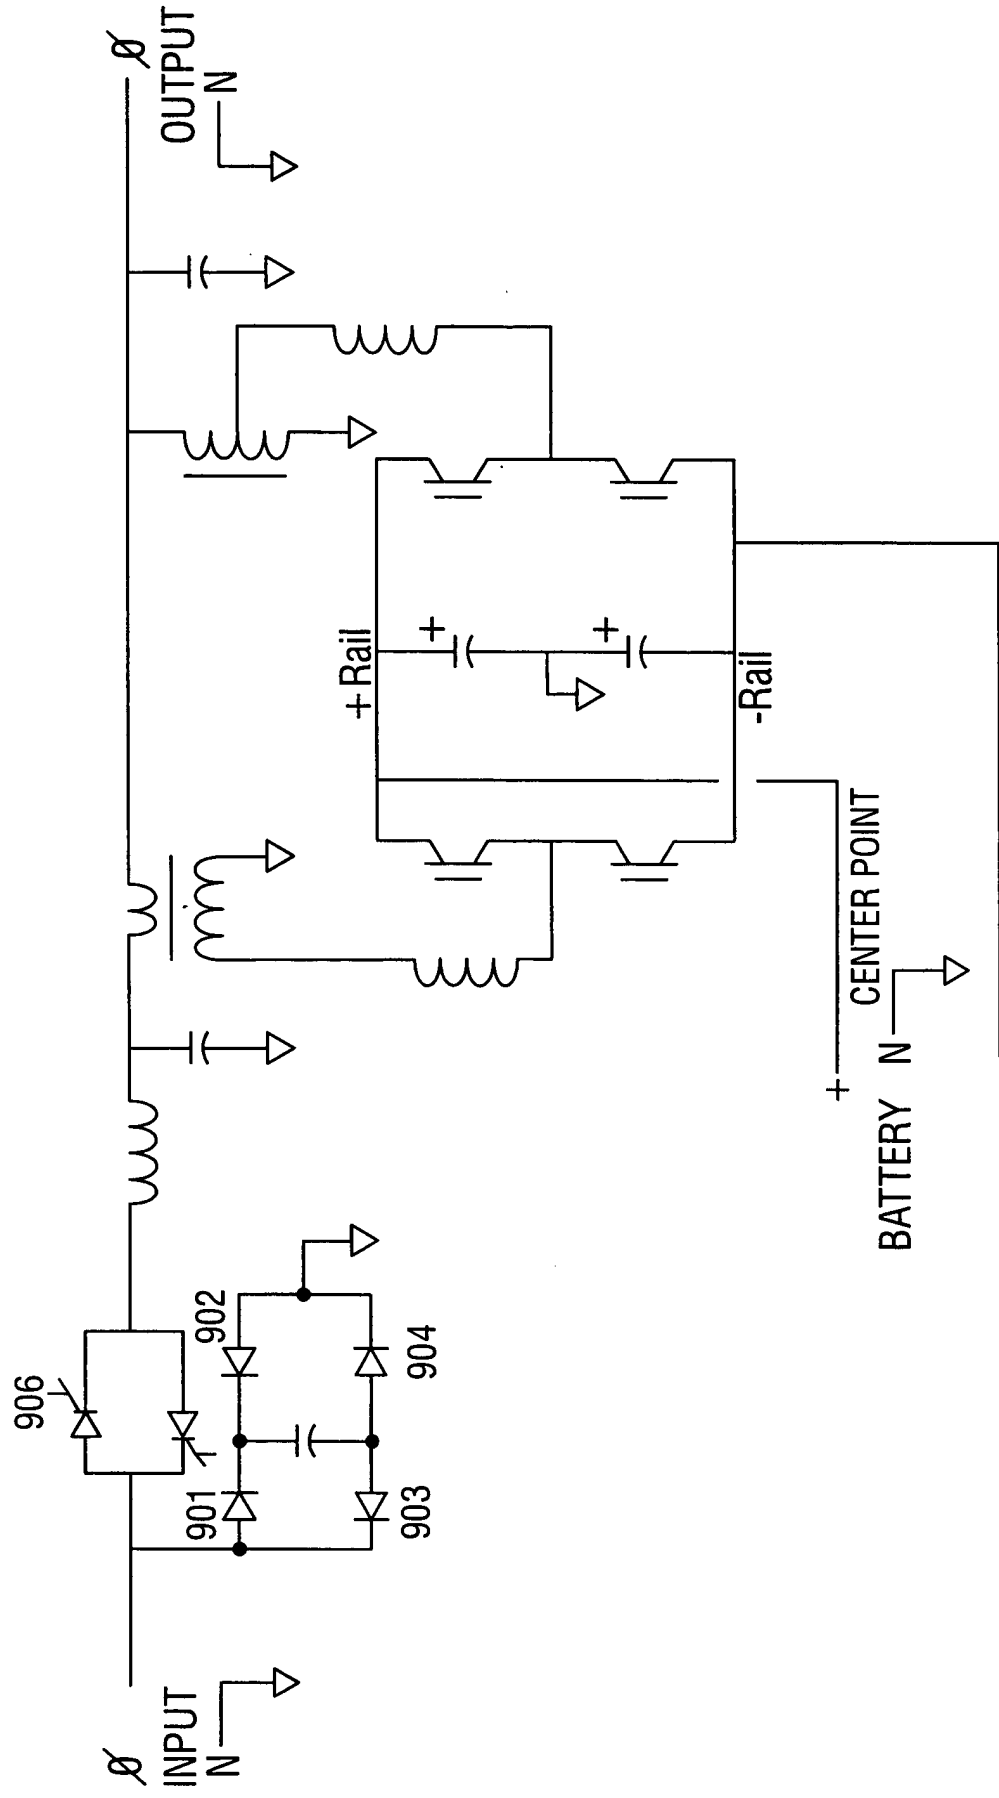 Ø
INPUT
N
906
901
902
903
904
Ø
OUTPUT
N
+ Rail
+
+
-Rail
+
CENTER POINT
BATTERY N